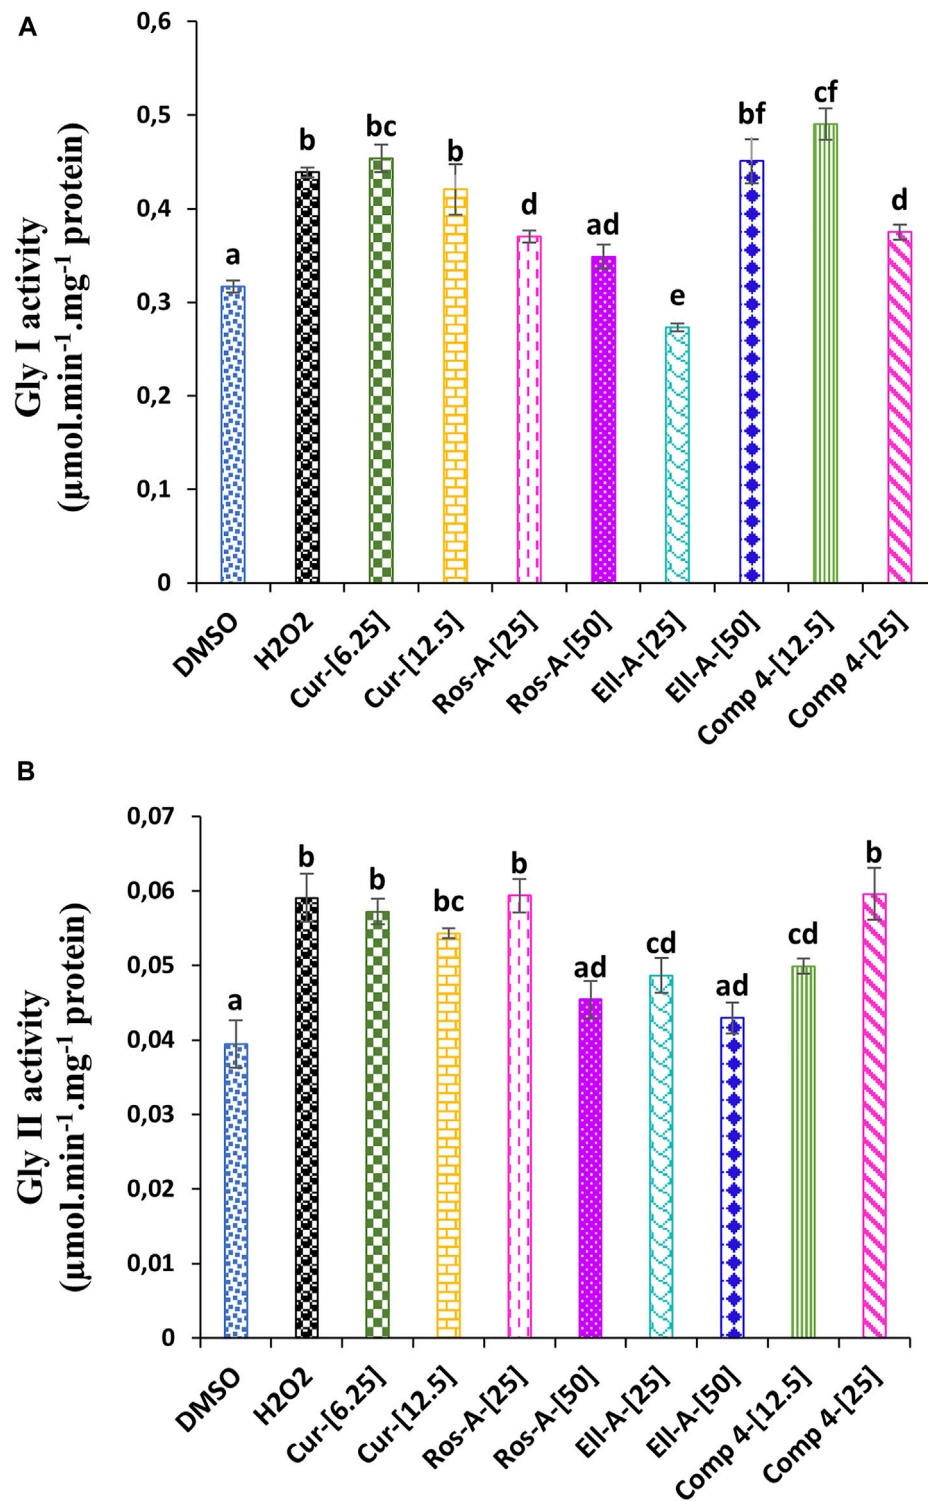 A
Gly I activity
(µmol.min⁻¹.mg⁻¹ protein)
0,6
0,5
0,4
0,3
0,2
0,1
0
a
b
bc
b
d
ad
e
bf
cf
d
DMSO
H2O2
Cur-[6.25]
Cur-[12.5]
Ros-A-[25]
Ros-A-[50]
Ell-A-[25]
Ell-A-[50]
Comp 4-[12.5]
Comp 4-[25]
B
Gly II activity
(µmol.min⁻¹.mg⁻¹ protein)
0,07
0,06
0,05
0,04
0,03
0,02
0,01
0
a
b
b
bc
b
ad
cd
ad
cd
b
DMSO
H2O2
Cur-[6.25]
Cur-[12.5]
Ros-A-[25]
Ros-A-[50]
Ell-A-[25]
Ell-A-[50]
Comp 4-[12.5]
Comp 4-[25]